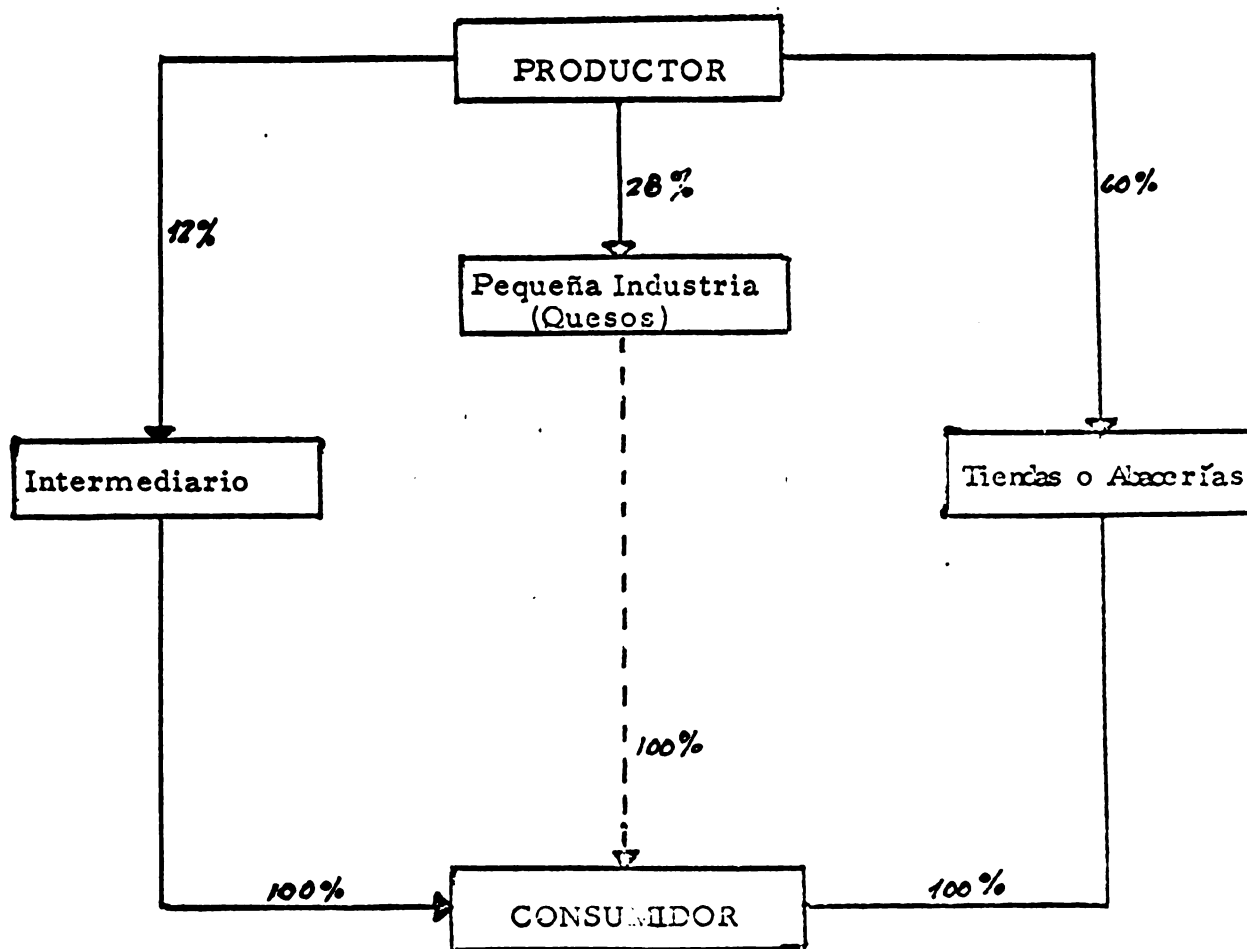 PRODUCTOR
28%
60%
12%
Pequeña Industria
(Quesos)
Intermediario
Tiendas o Abacerías
100%
100%
100%
CONSUMIDOR